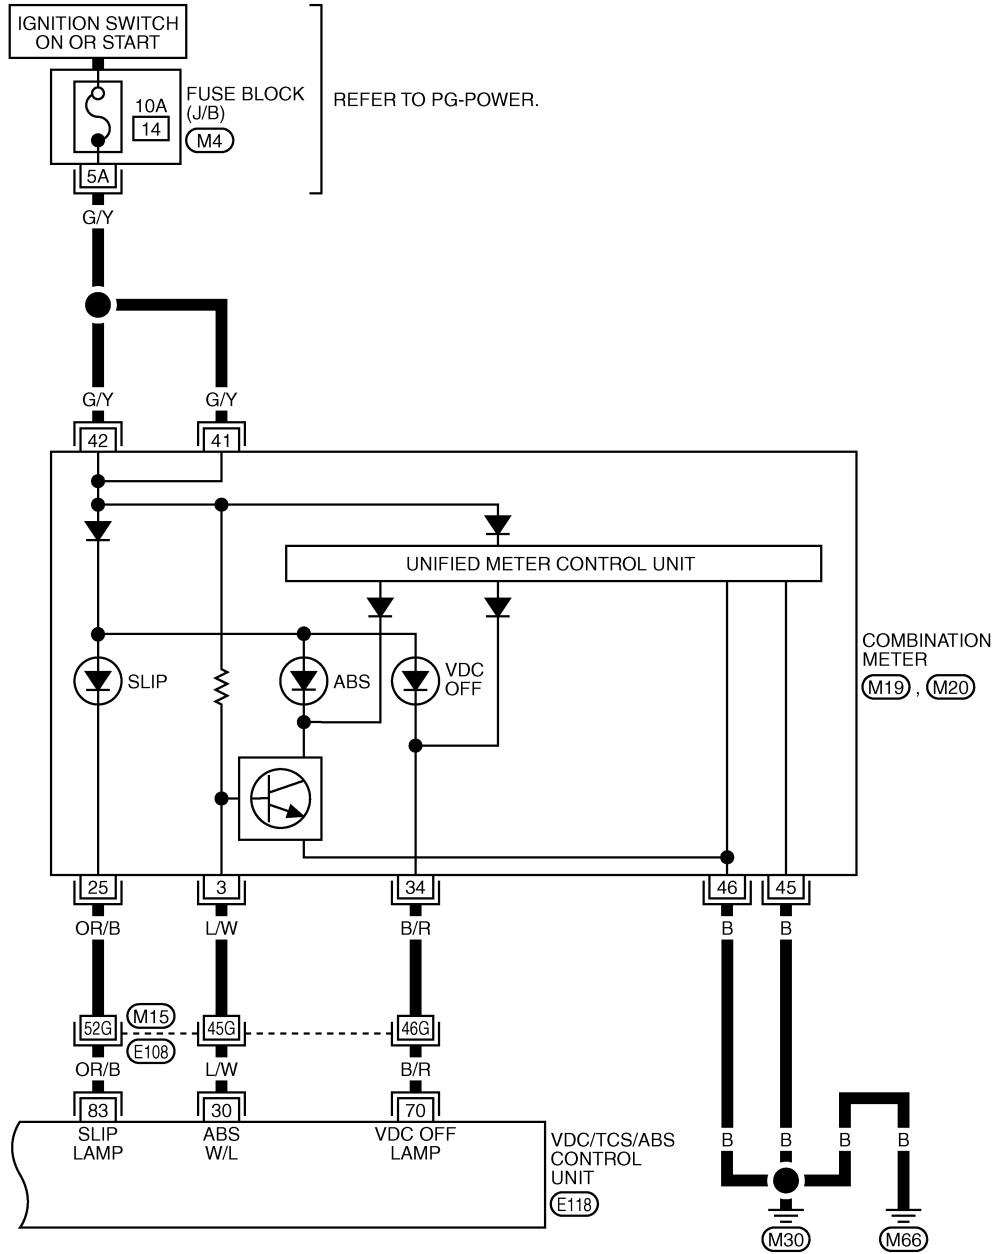 IGNITION SWITCH
ON OR START
FUSE BLOCK
(J/B)
10A
14
M4
REFER TO PG-POWER.
5A
G/Y
G/Y
G/Y
42
41
UNIFIED METER CONTROL UNIT
COMBINATION
METER
M19 , M20
SLIP
ABS
VDC
OFF
25
3
34
46
45
OR/B
L/W
B/R
B
B
M15
52G
45G
46G
E108
OR/B
L/W
B/R
83
30
70
SLIP
LAMP
ABS
W/L
VDC OFF
LAMP
VDC/TCS/ABS
CONTROL
UNIT
E118
B
B
B
B
M30
M66